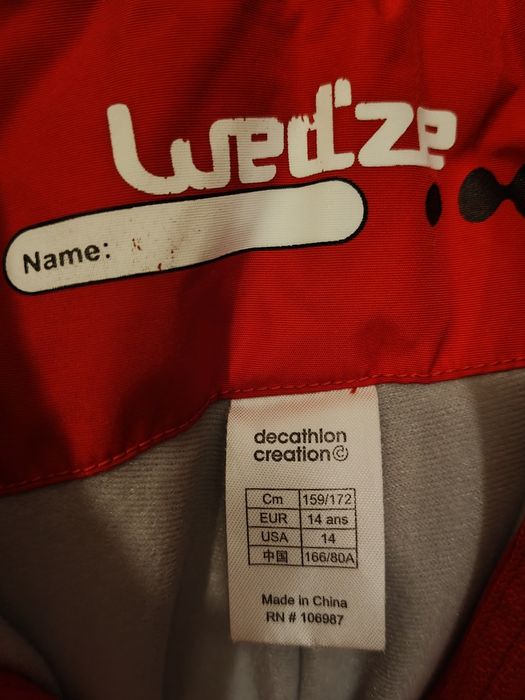 Wed'ze
Name:
decathlon
creation©
Cm 159/172
EUR 14 ans
USA 14
中国 166/80A
Made in China
RN # 106987